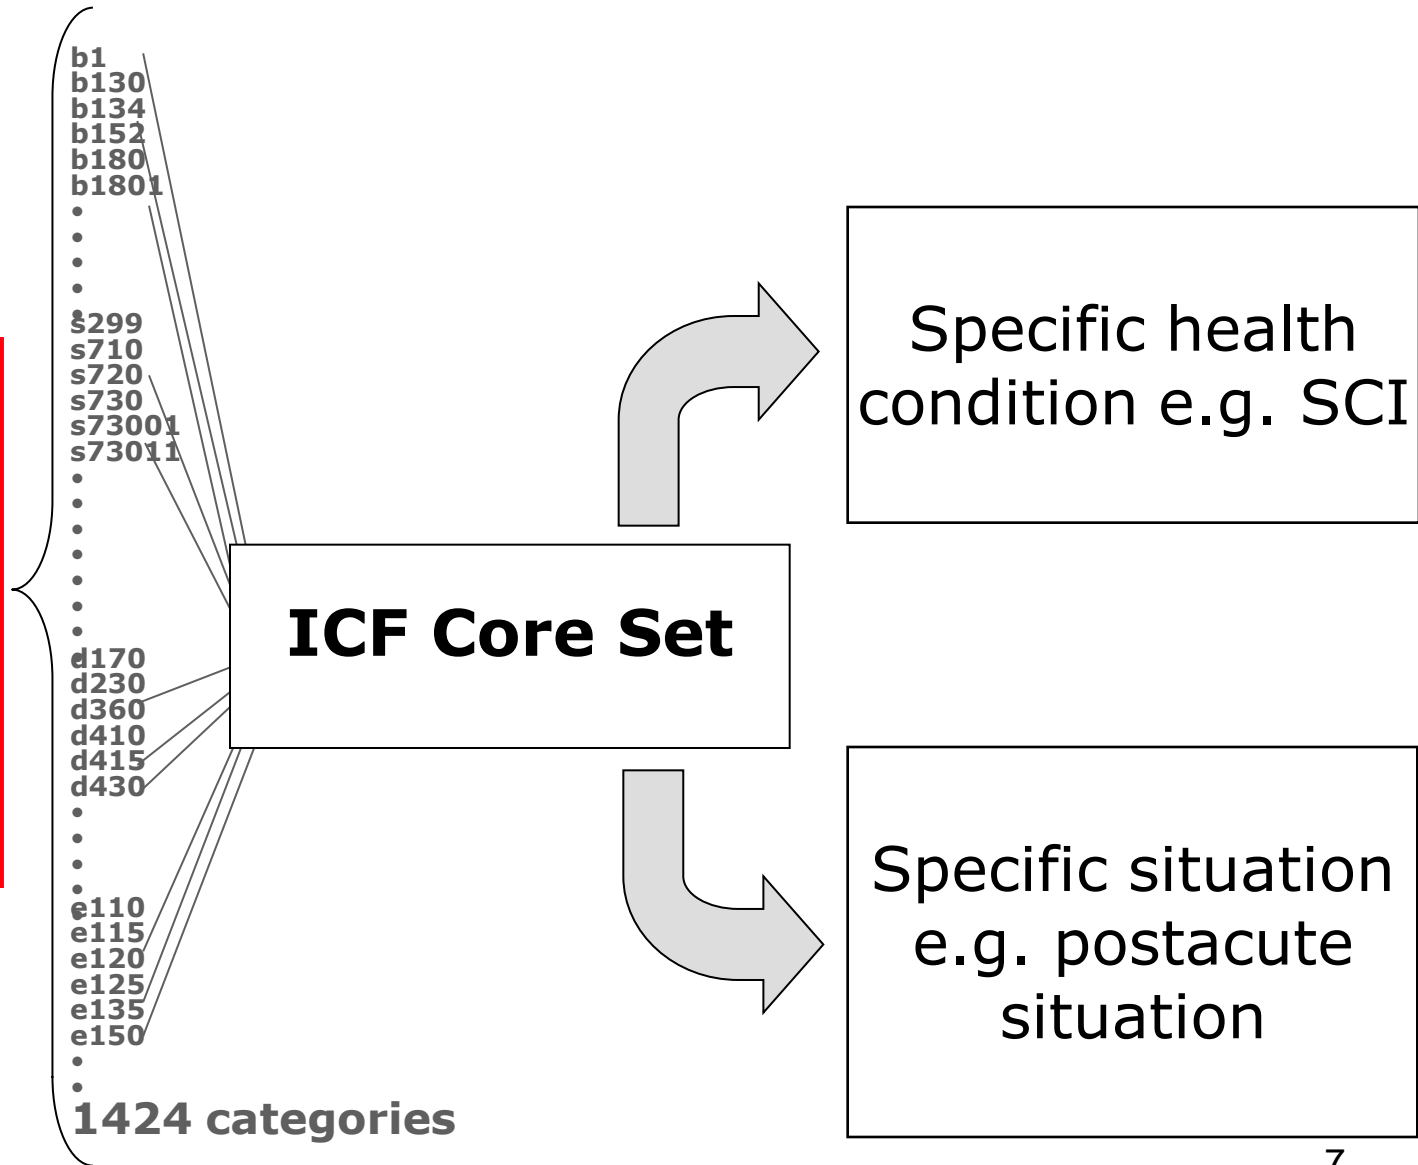 b1
b130
b134
b152
b180
b1801
•
•
•
•
•
s299
s710
s720
s730
s73001
s73011
•
•
•
•
•
•
•
•
d170
d230
d360
d410
d415
d430
•
•
•
•
•
e110
e115
e120
e125
e135
e150
•
•
1424 categories
ICF Core Set
Specific health
condition e.g. SCI
Specific situation
e.g. postacute
situation
7